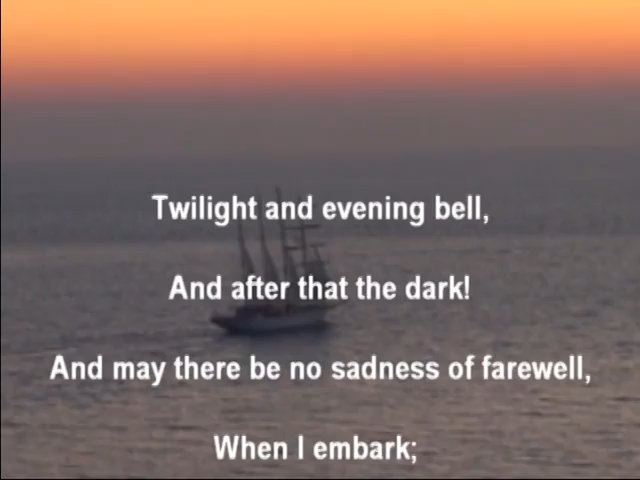 Twilight and evening bell,
And after that the dark!
And may there be no sadness of farewell,
When I embark;